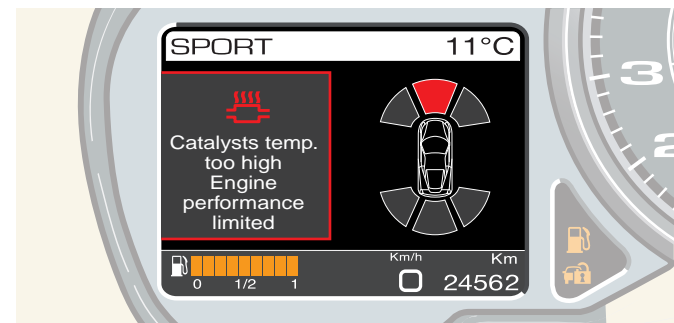 SPORT 11°C
Catalysts temp.
too high
Engine
performance
limited
Km/h Km
0 24562
0 1/2 1
3
2